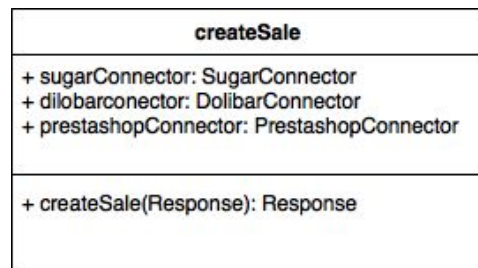 createSale
+ sugarConnector: SugarConnector
+ dilobarconector: DolibarConnector
+ prestashopConnector: PrestashopConnector
+ createSale(Response): Response